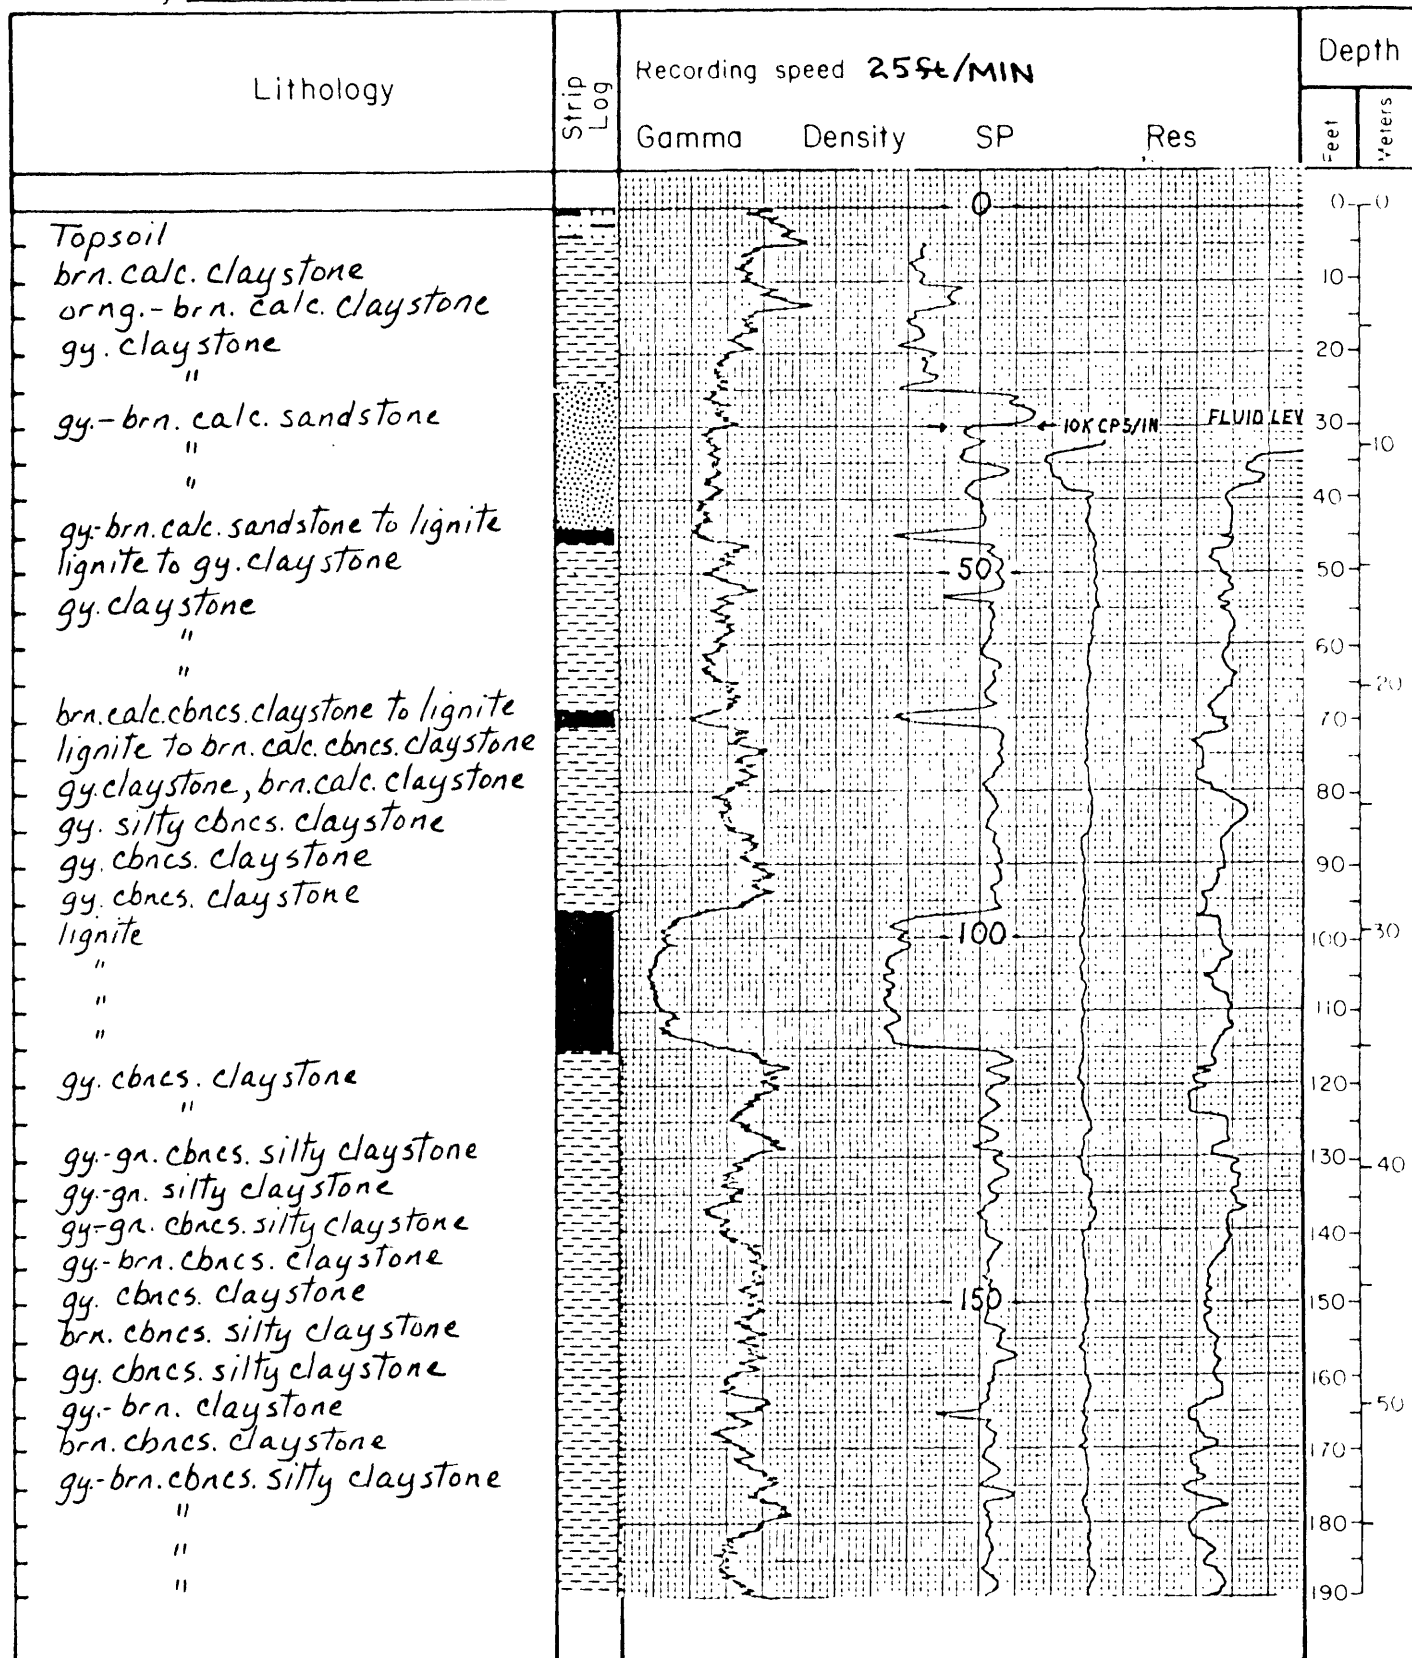 Lithology
Strip Log
Recording speed 25ft/MIN
Gamma Density SP Res
Depth
Feet
Meters
0
0 0
Topsoil
brn. calc. claystone
10
orng.-brn. calc. claystone
gy. claystone
20
"
gy.-brn. calc. sandstone
10K CPS/IN
FLUID LEV
30
"
10
"
40
gy-brn. calc. sandstone to lignite
lignite to gy. claystone
50
50
gy. claystone
"
60
"
20
brn. calc. cbncs. claystone to lignite
70
lignite to brn. calc. cbncs. claystone
gy. claystone, brn. calc. claystone
80
gy. silty cbncs. claystone
gy. cbncs. claystone
90
gy. cbncs. claystone
lignite
100
100
30
"
"
110
"
gy. cbncs. claystone
120
"
gy.-gn. cbncs. silty claystone
130
40
gy.-gn. silty claystone
gy-gn. cbncs. silty claystone
140
gy.-brn. cbncs. claystone
gy. cbncs. claystone
150
150
brn. cbncs. silty claystone
gy. cbncs. silty claystone
160
gy.- brn. claystone
50
brn. cbncs. claystone
170
gy.-brn. cbncs. silty claystone
"
180
"
"
190